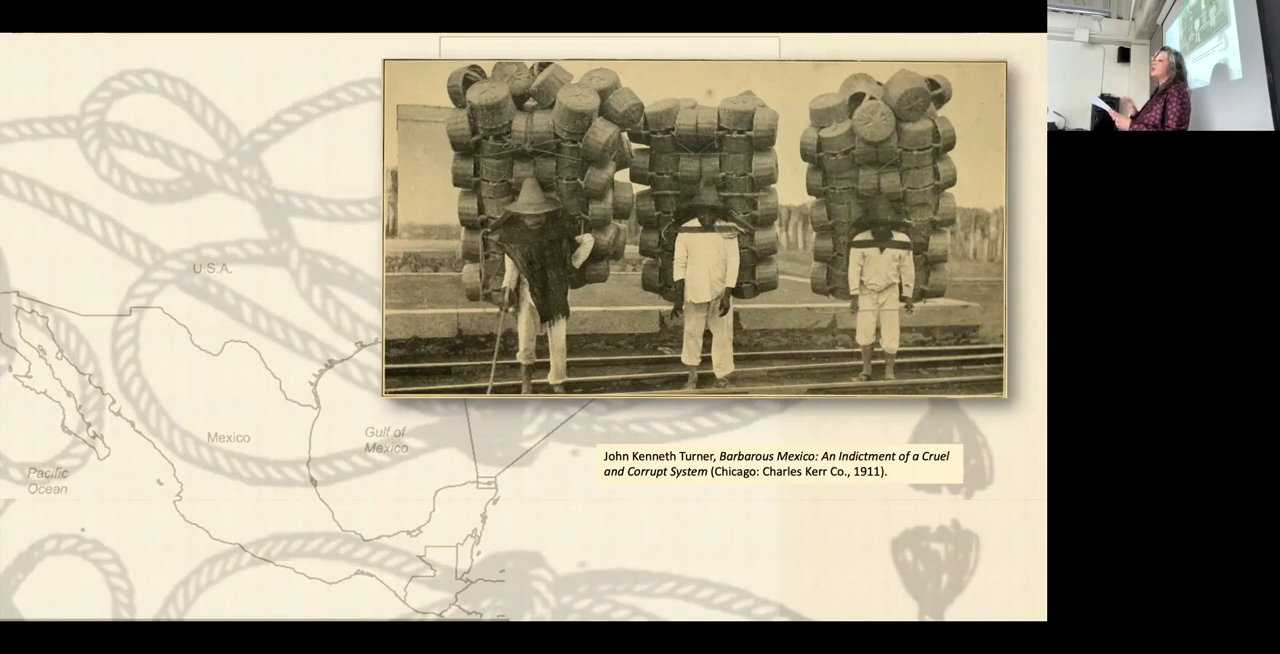 U.S.A.
Mexico
Gulf of
Mexico
Pacific
Ocean
John Kenneth Turner, Barbarous Mexico: An Indictment of a Cruel
and Corrupt System (Chicago: Charles Kerr Co., 1911).